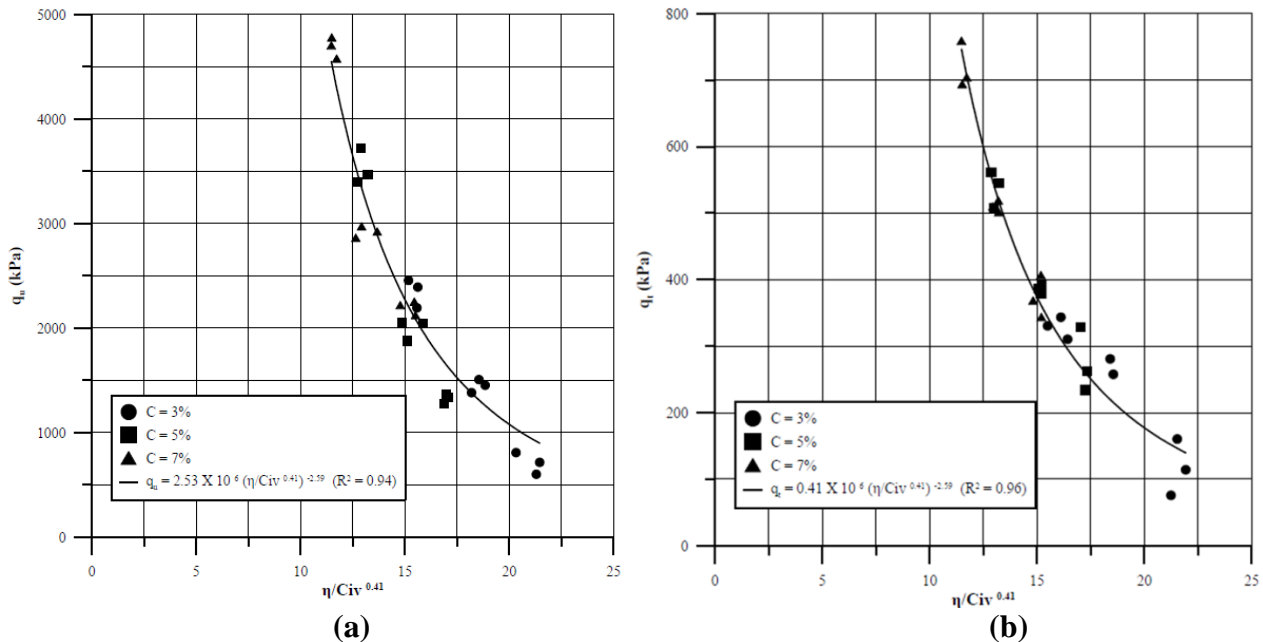 5000
4000
3000
2000
1000
0
qu (kPa)
C = 3%
C = 5%
C = 7%
qu = 2.53 X 10 6 (η/Civ 0.41) -2.59 (R2 = 0.94)
0 5 10 15 20 25
η/Civ 0.41
(a)
800
600
400
200
0
qt (kPa)
C = 3%
C = 5%
C = 7%
qt = 0.41 X 10 6 (η/Civ 0.41) -2.59 (R2 = 0.96)
0 5 10 15 20 25
η/Civ 0.41
(b)